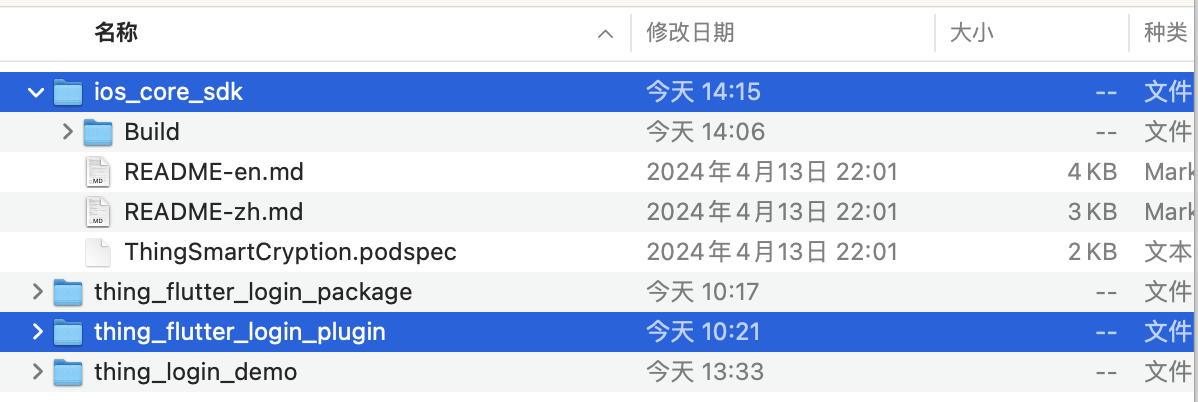 名称 修改日期 大小 种类
ios_core_sdk 今天 14:15 -- 文件
Build 今天 14:06 -- 文件
README-en.md 2024年4月13日 22:01 4 KB Mark
README-zh.md 2024年4月13日 22:01 3 KB Mark
ThingSmartCryption.podspec 2024年4月13日 22:01 2 KB 文本
thing_flutter_login_package 今天 10:17 -- 文件
thing_flutter_login_plugin 今天 10:21 -- 文件
thing_login_demo 今天 13:33 -- 文件